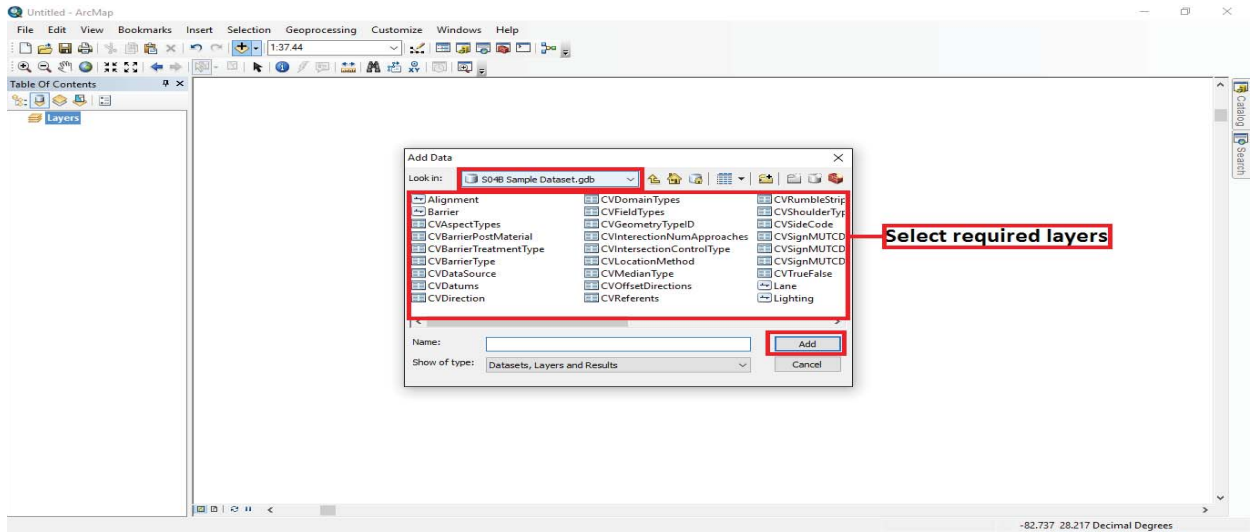 Untitled - ArcMap
File Edit View Bookmarks Insert Selection Geoprocessing Customize Windows Help
1:37.44
Table Of Contents
Layers
Catalog
Search
Add Data
Look in: S04B Sample Dataset.gdb
Alignment CVDomainTypes CVRumbleStrip
Barrier CVFieldTypes CVShoulderTyp
CVAspectTypes CVGeometryTypeID CVSideCode
CVBarrierPostMaterial CVInterectionNumApproaches CVSignMUTCD
CVBarrierTreatmentType CVIntersectionControlType CVSignMUTCD
CVBarrierType CVLocationMethod CVSignMUTCD
CVDataSource CVMedianType CVTrueFalse
CVDatums CVOffsetDirections Lane
CVDirection CVReferents Lighting
Select required layers
Name: Add
Show of type: Datasets, Layers and Results Cancel
-82.737 28.217 Decimal Degrees